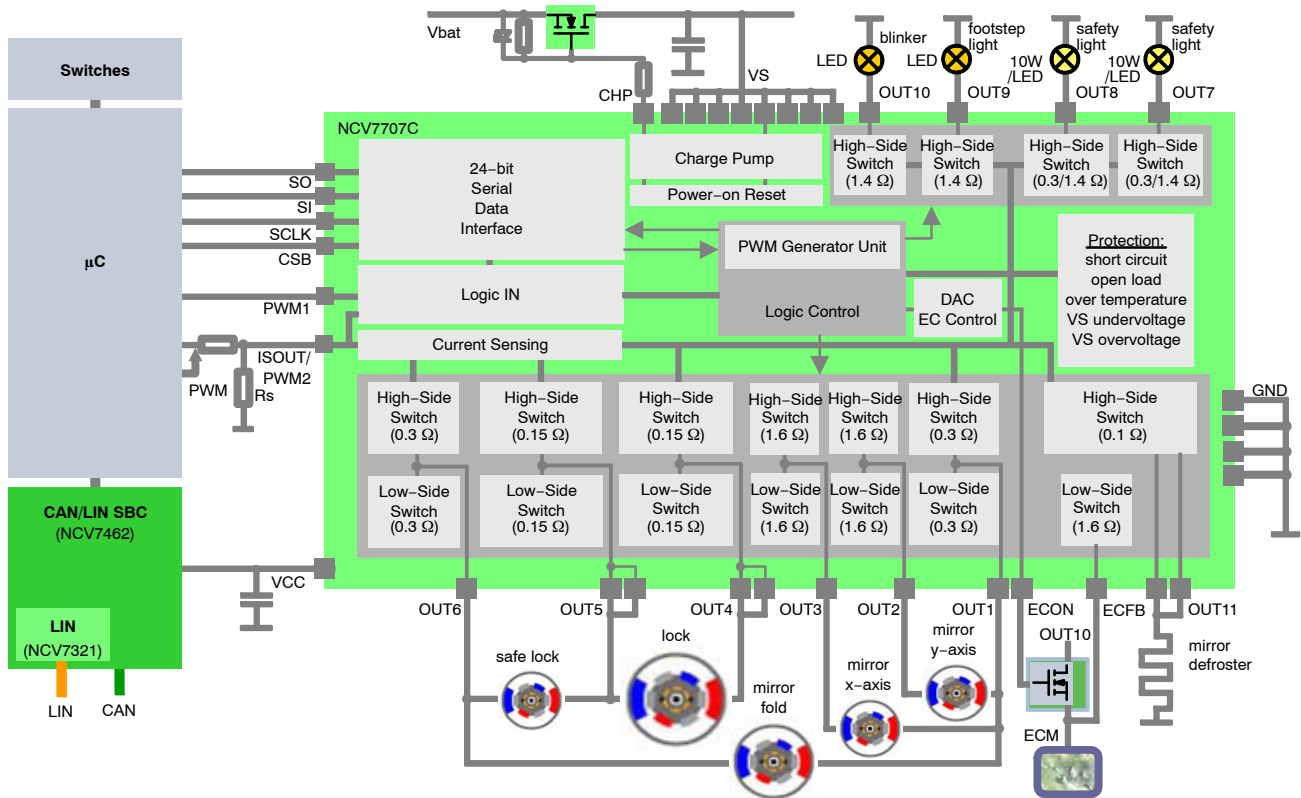 Vbat
CHP
VS
blinker
LED
OUT10
footstep
light
LED
OUT9
safety
light
10W
/LED
OUT8
safety
light
10W
/LED
OUT7
Switches
µC
NCV7707C
SO
SI
SCLK
CSB
PWM1
ISOUT/
PWM2
PWM
Rs
24−bit
Serial
Data
Interface
Charge Pump
Power−on Reset
High−Side
Switch
(1.4 Ω)
High−Side
Switch
(1.4 Ω)
High−Side
Switch
(0.3/1.4 Ω)
High−Side
Switch
(0.3/1.4 Ω)
PWM Generator Unit
Logic Control
Logic IN
DAC
EC Control
Current Sensing
Protection:
short circuit
open load
over temperature
VS undervoltage
VS overvoltage
High−Side
Switch
(0.3 Ω)
High−Side
Switch
(0.15 Ω)
High−Side
Switch
(0.15 Ω)
High−Side
Switch
(1.6 Ω)
High−Side
Switch
(1.6 Ω)
High−Side
Switch
(0.3 Ω)
High−Side
Switch
(0.1 Ω)
GND
Low−Side
Switch
(0.3 Ω)
Low−Side
Switch
(0.15 Ω)
Low−Side
Switch
(0.15 Ω)
Low−Side
Switch
(1.6 Ω)
Low−Side
Switch
(1.6 Ω)
Low−Side
Switch
(0.3 Ω)
Low−Side
Switch
(1.6 Ω)
CAN/LIN SBC
(NCV7462)
VCC
LIN
(NCV7321)
LIN
CAN
OUT6
OUT5
OUT4
OUT3
OUT2
OUT1
ECON
ECFB
OUT11
safe lock
lock
mirror
fold
mirror
x−axis
mirror
y−axis
OUT10
ECM
mirror
defroster